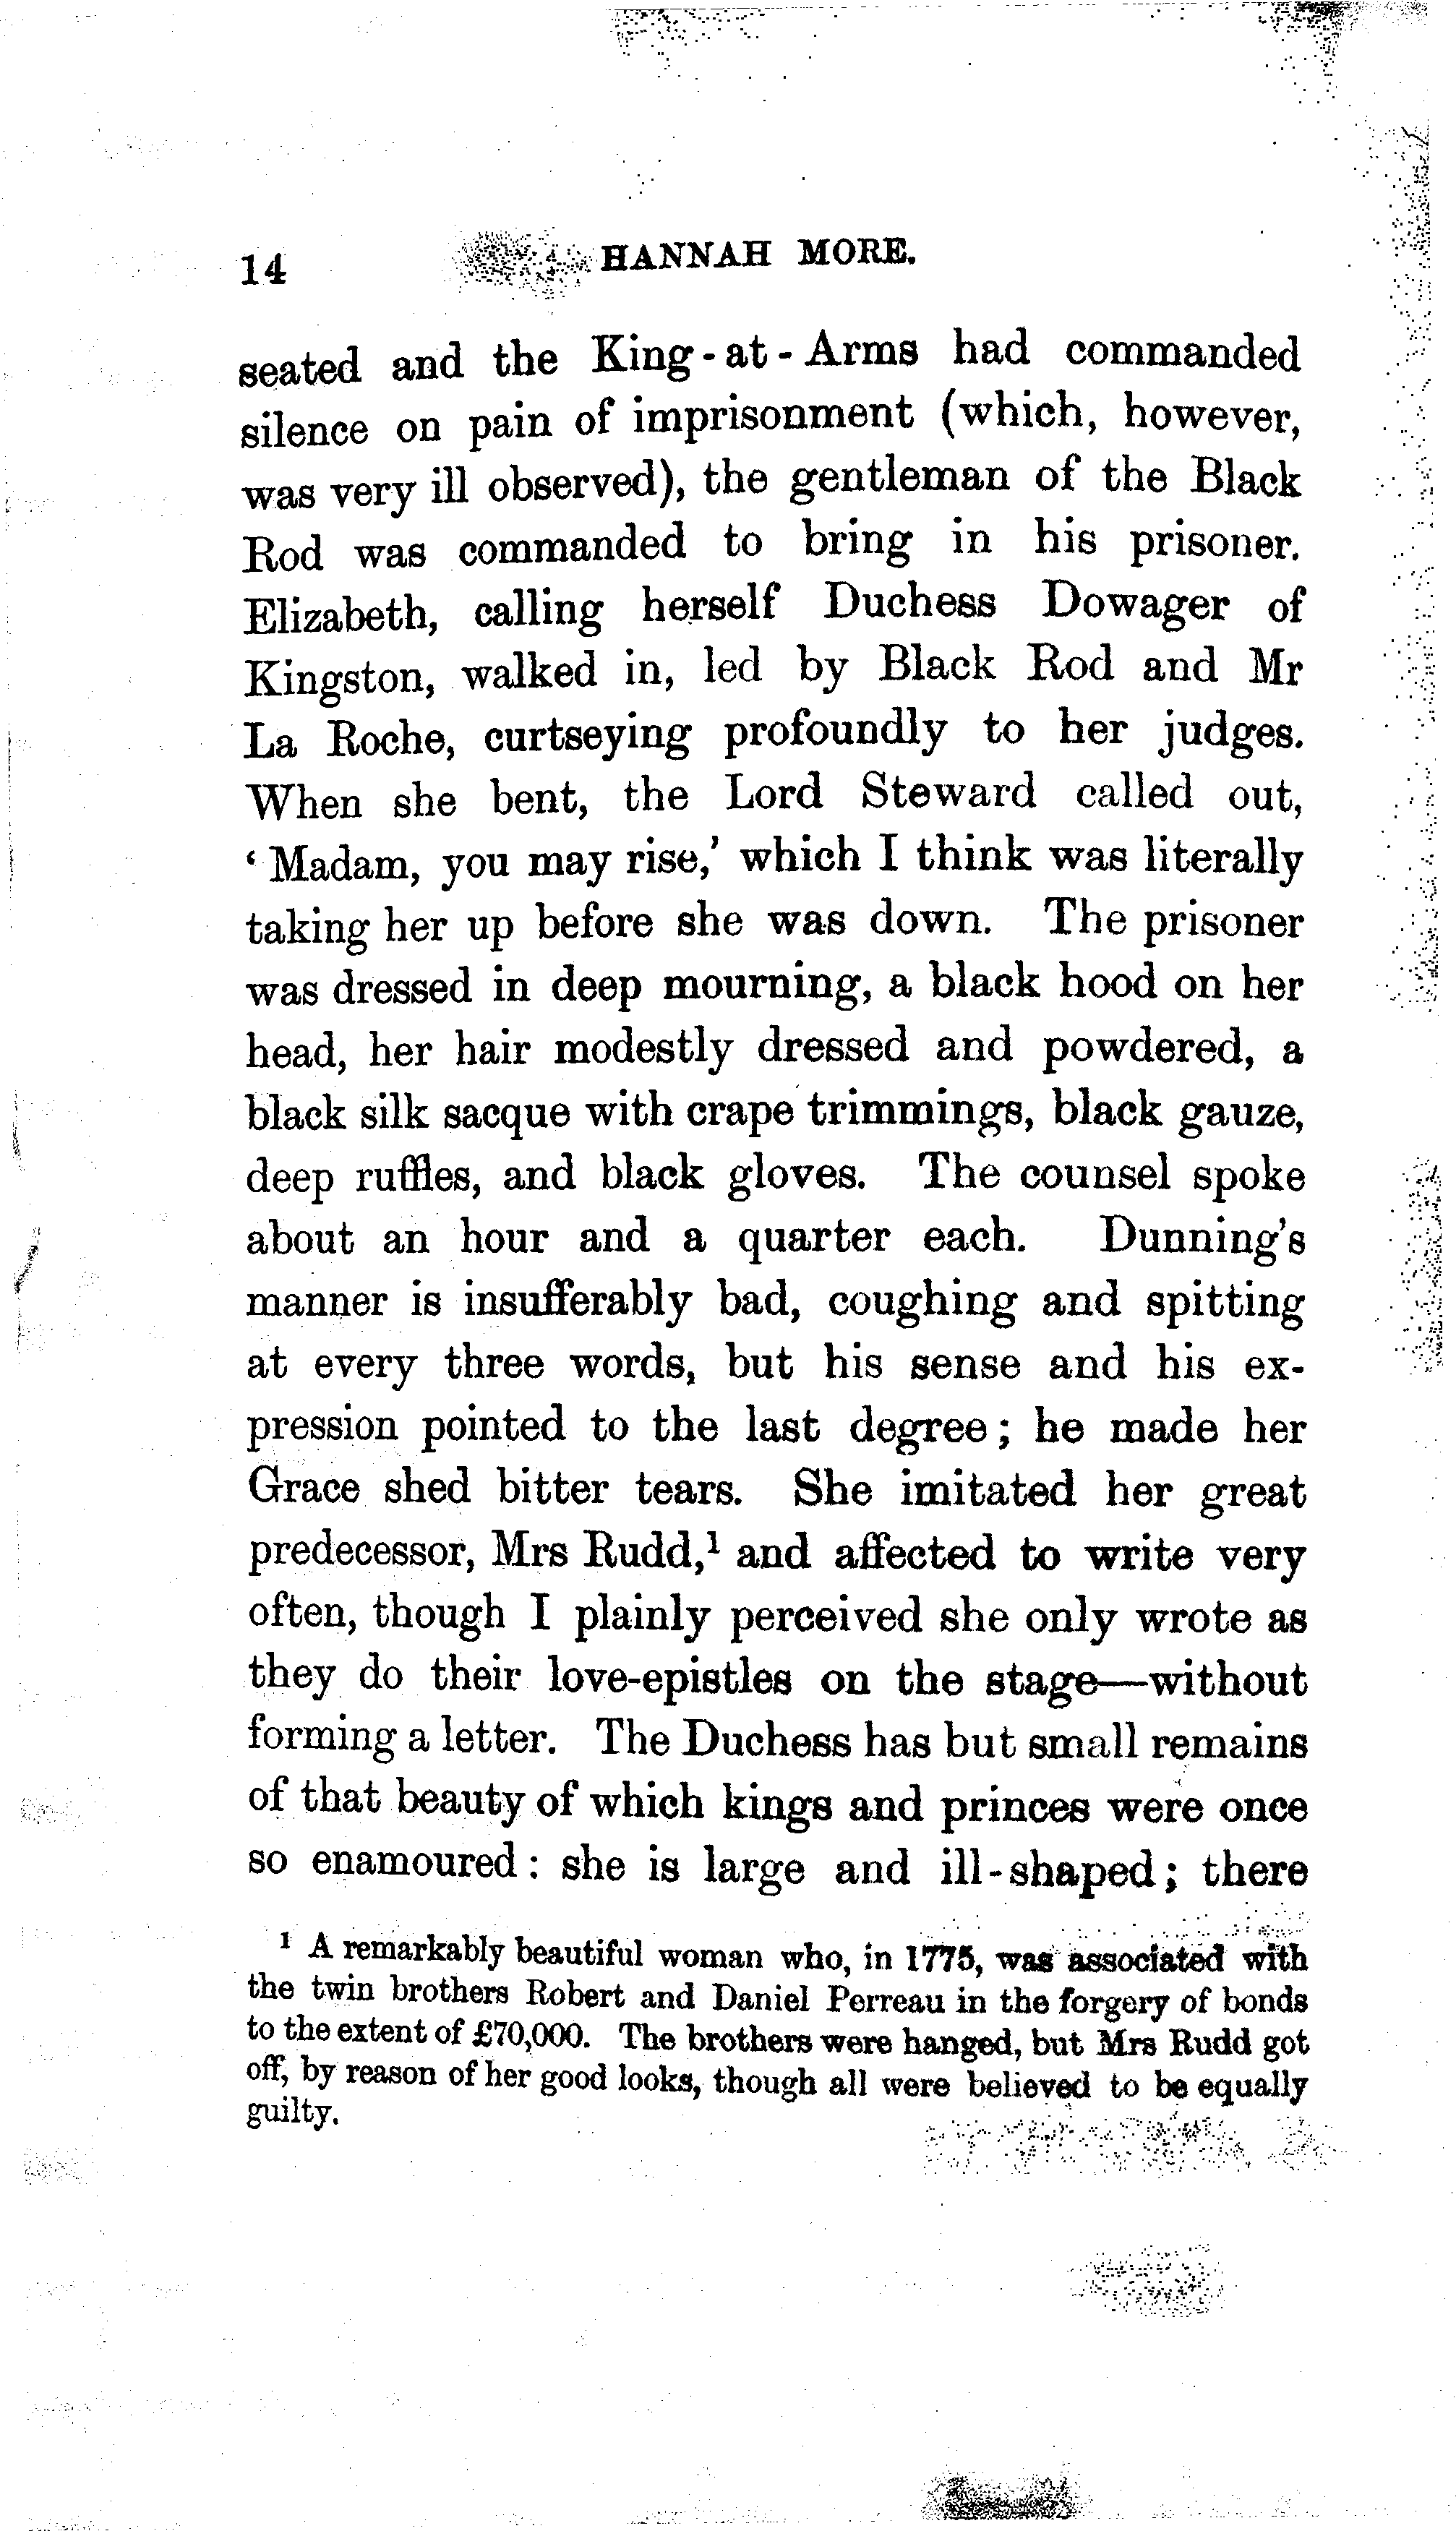 14 HANNAH MORE.
seated and the King-at-Arms had commanded
silence on pain of imprisonment (which, however,
was very ill observed), the gentleman of the Black
Rod was commanded to bring in his prisoner.
Elizabeth, calling herself Duchess Dowager of
Kingston, walked in, led by Black Rod and Mr
La Roche, curtseying profoundly to her judges.
When she bent, the Lord Steward called out,
‘Madam, you may rise,’ which I think was literally
taking her up before she was down. The prisoner
was dressed in deep mourning, a black hood on her
head, her hair modestly dressed and powdered, a
black silk sacque with crape trimmings, black gauze,
deep ruffles, and black gloves. The counsel spoke
about an hour and a quarter each. Dunning’s
manner is insufferably bad, coughing and spitting
at every three words, but his sense and his ex-
pression pointed to the last degree; he made her
Grace shed bitter tears. She imitated her great
predecessor, Mrs Rudd,¹ and affected to write very
often, though I plainly perceived she only wrote as
they do their love-epistles on the stage—without
forming a letter. The Duchess has but small remains
of that beauty of which kings and princes were once
so enamoured: she is large and ill-shaped; there
¹ A remarkably beautiful woman who, in 1775, was associated with
the twin brothers Robert and Daniel Perreau in the forgery of bonds
to the extent of £70,000. The brothers were hanged, but Mrs Rudd got
off, by reason of her good looks, though all were believed to be equally
guilty.